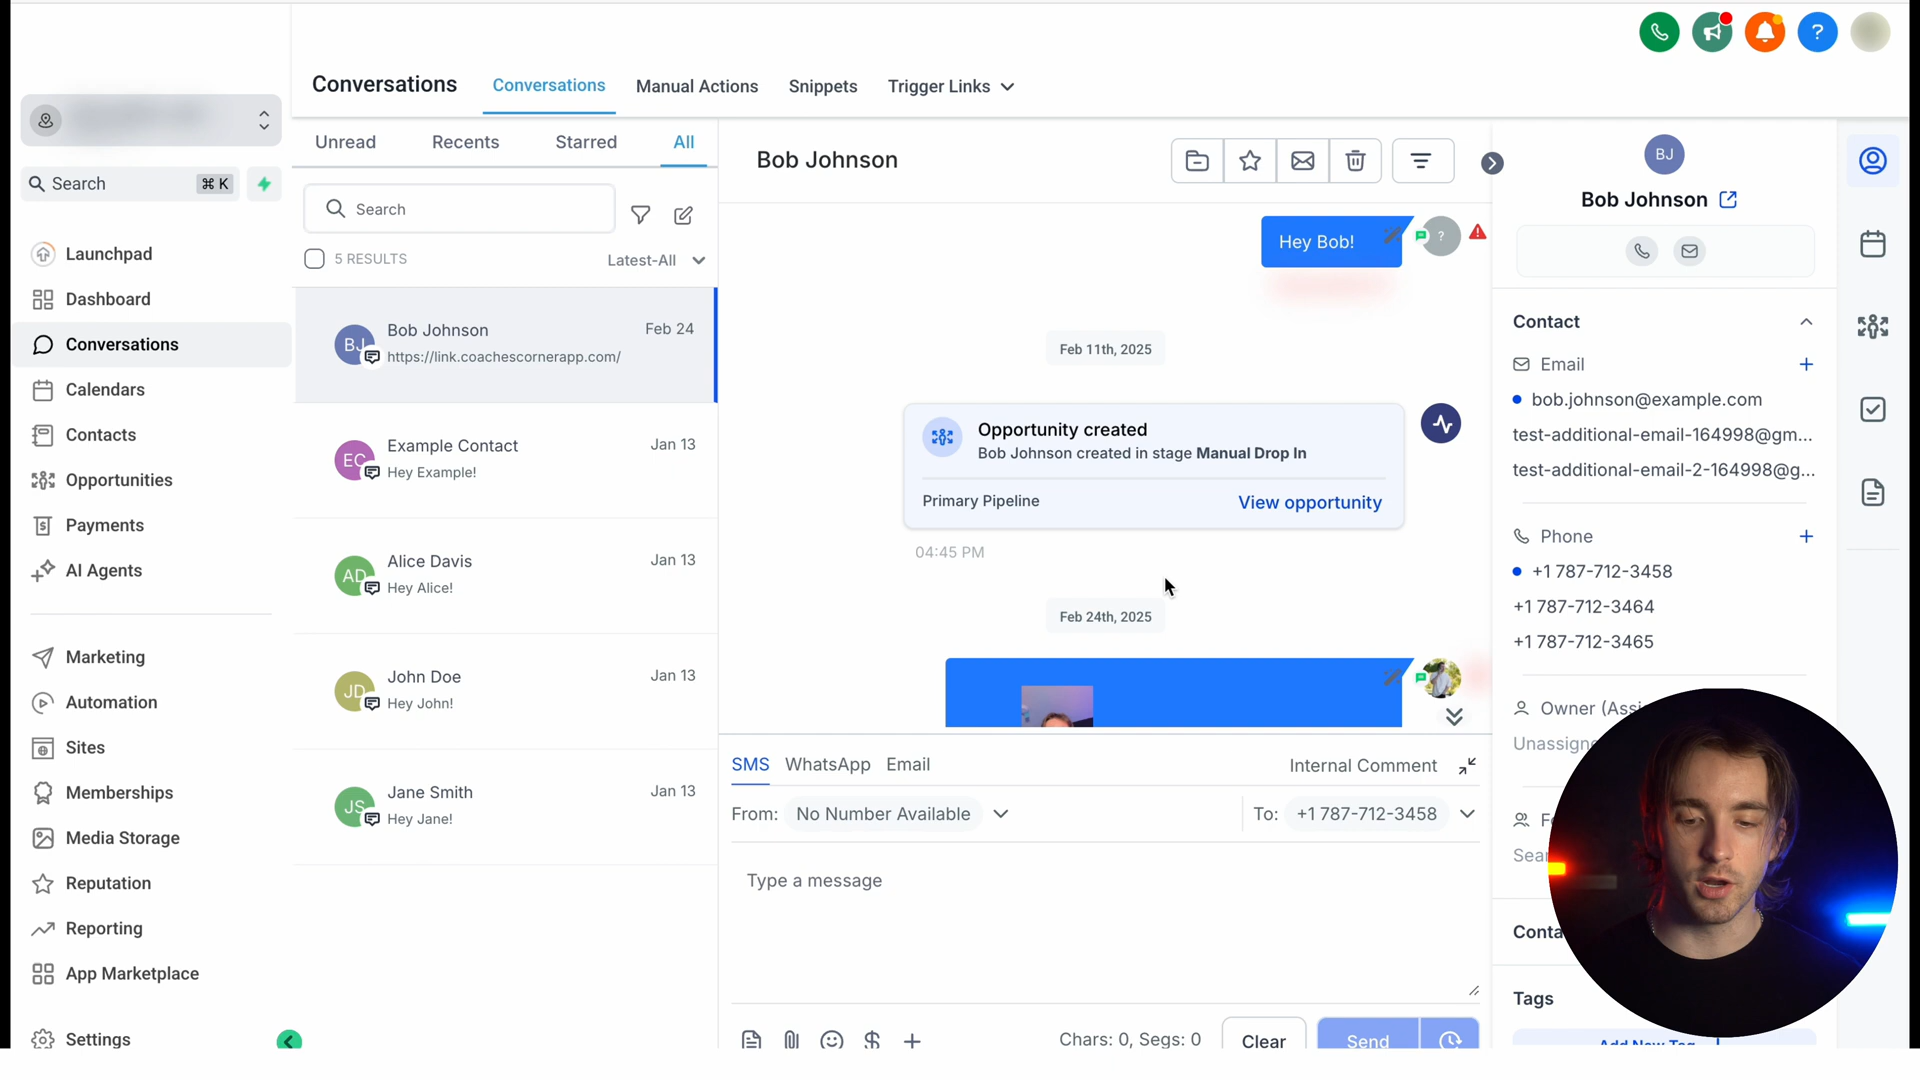 Conversations
Conversations
Manual Actions
Snippets
Trigger Links
?
Search
⌘ K
Launchpad
Dashboard
Conversations
Calendars
Contacts
Opportunities
Payments
AI Agents
Marketing
Automation
Sites
Memberships
Media Storage
Reputation
Reporting
App Marketplace
Settings
Unread
Recents
Starred
All
Search
5 RESULTS
Latest-All
BJ
Bob Johnson
Feb 24
https://link.coachescornerapp.com/
EC
Example Contact
Jan 13
Hey Example!
AD
Alice Davis
Jan 13
Hey Alice!
JD
John Doe
Jan 13
Hey John!
JS
Jane Smith
Jan 13
Hey Jane!
Bob Johnson
Hey Bob!
?
Feb 11th, 2025
Opportunity created
Bob Johnson created in stage Manual Drop In
Primary Pipeline
View opportunity
04:45 PM
Feb 24th, 2025
SMS
WhatsApp
Email
Internal Comment
From:
No Number Available
To:
+1 787-712-3458
Type a message
Chars: 0, Segs: 0
Clear
Send
BJ
Bob Johnson
Contact
Email
bob.johnson@example.com
test-additional-email-164998@gm...
test-additional-email-2-164998@g...
Phone
+1 787-712-3458
+1 787-712-3464
+1 787-712-3465
Owner (Assi
Unassign
Sear
Conta
Tags
Add New Tag